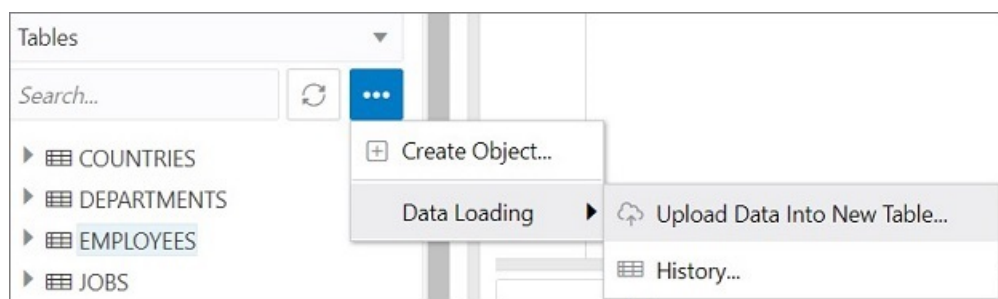 Tables
Search...
Create Object...
COUNTRIES
DEPARTMENTS
Data Loading
Upload Data Into New Table...
EMPLOYEES
History...
JOBS